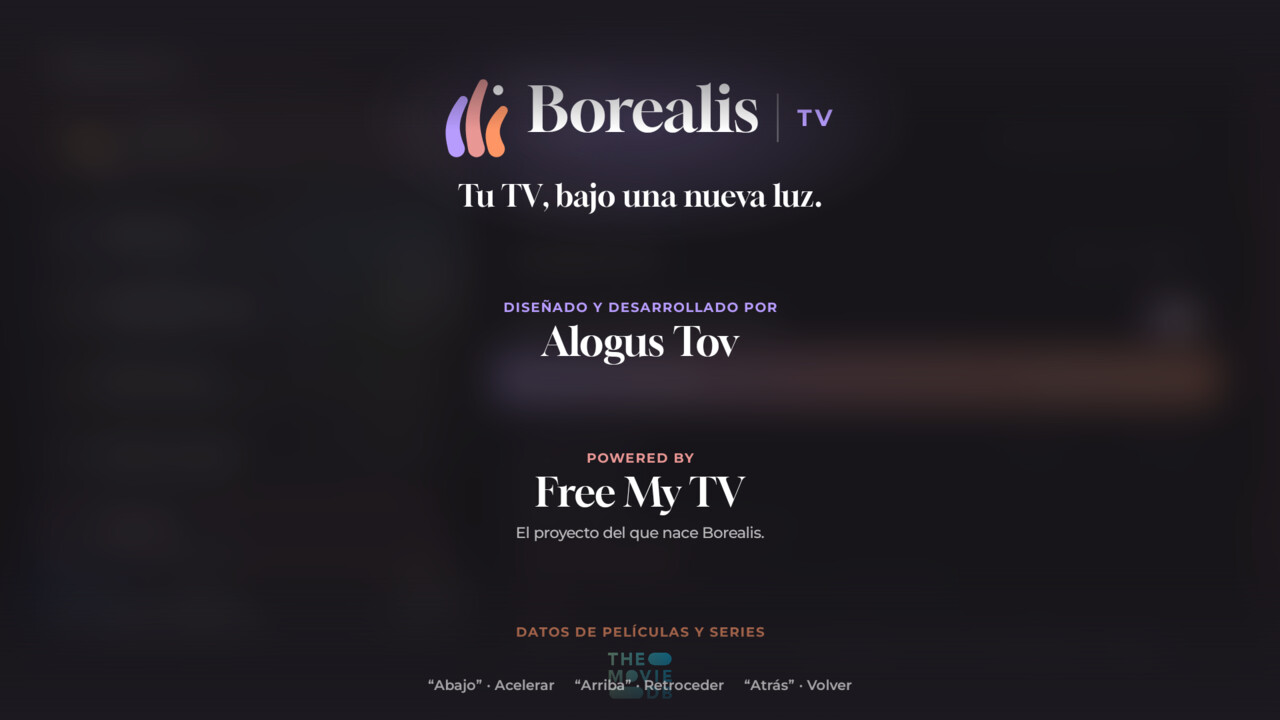 Borealis | TV
Tu TV, bajo una nueva luz.
DISEÑADO Y DESARROLLADO POR
Alogus Tov
POWERED BY
Free My TV
El proyecto del que nace Borealis.
DATOS DE PELÍCULAS Y SERIES
THE
MOVIE
DB
“Abajo” · Acelerar “Arriba” · Retroceder “Atrás” · Volver